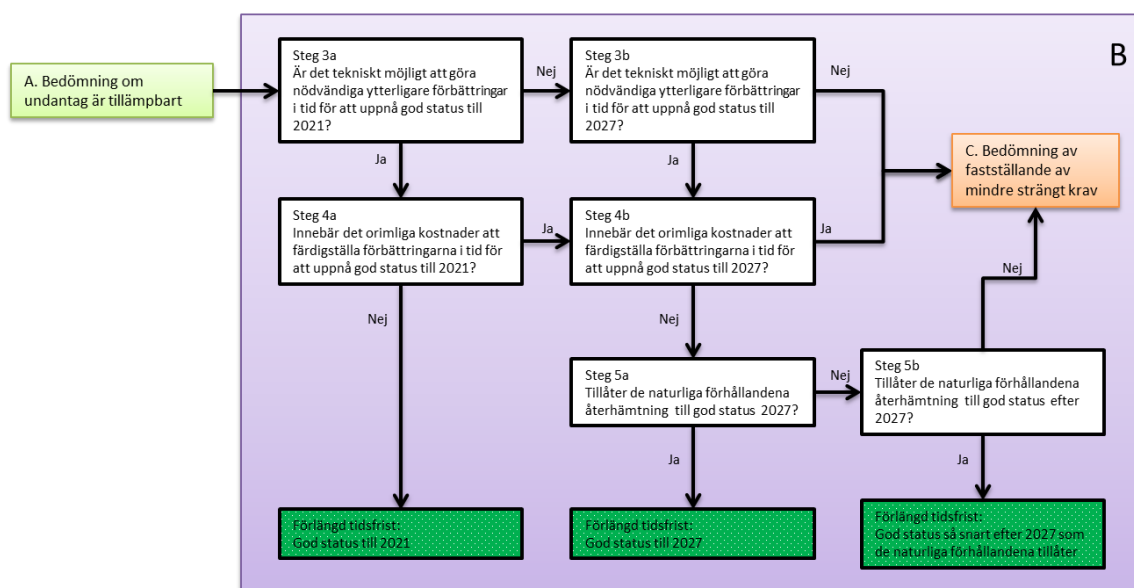 B
A. Bedömning om
undantag är tillämpbart
Steg 3a
Är det tekniskt möjligt att göra
nödvändiga ytterligare förbättringar
i tid för att uppnå god status till
2021?
Nej
Steg 3b
Är det tekniskt möjligt att göra
nödvändiga ytterligare förbättringar
i tid för att uppnå god status till
2027?
Nej
Ja
Ja
C. Bedömning av
fastställande av
mindre strängt krav
Steg 4a
Innebär det orimliga kostnader att
färdigställa förbättringarna i tid för
att uppnå god status till 2021?
Ja
Steg 4b
Innebär det orimliga kostnader att
färdigställa förbättringarna i tid för
att uppnå god status till 2027?
Ja
Nej
Nej
Nej
Steg 5a
Tillåter de naturliga förhållandena
återhämtning till god status 2027?
Nej
Steg 5b
Tillåter de naturliga förhållandena
återhämtning till god status efter
2027?
Ja
Ja
Förlängd tidsfrist:
God status till 2021
Förlängd tidsfrist:
God status till 2027
Förlängd tidsfrist:
God status så snart efter 2027 som
de naturliga förhållandena tillåter